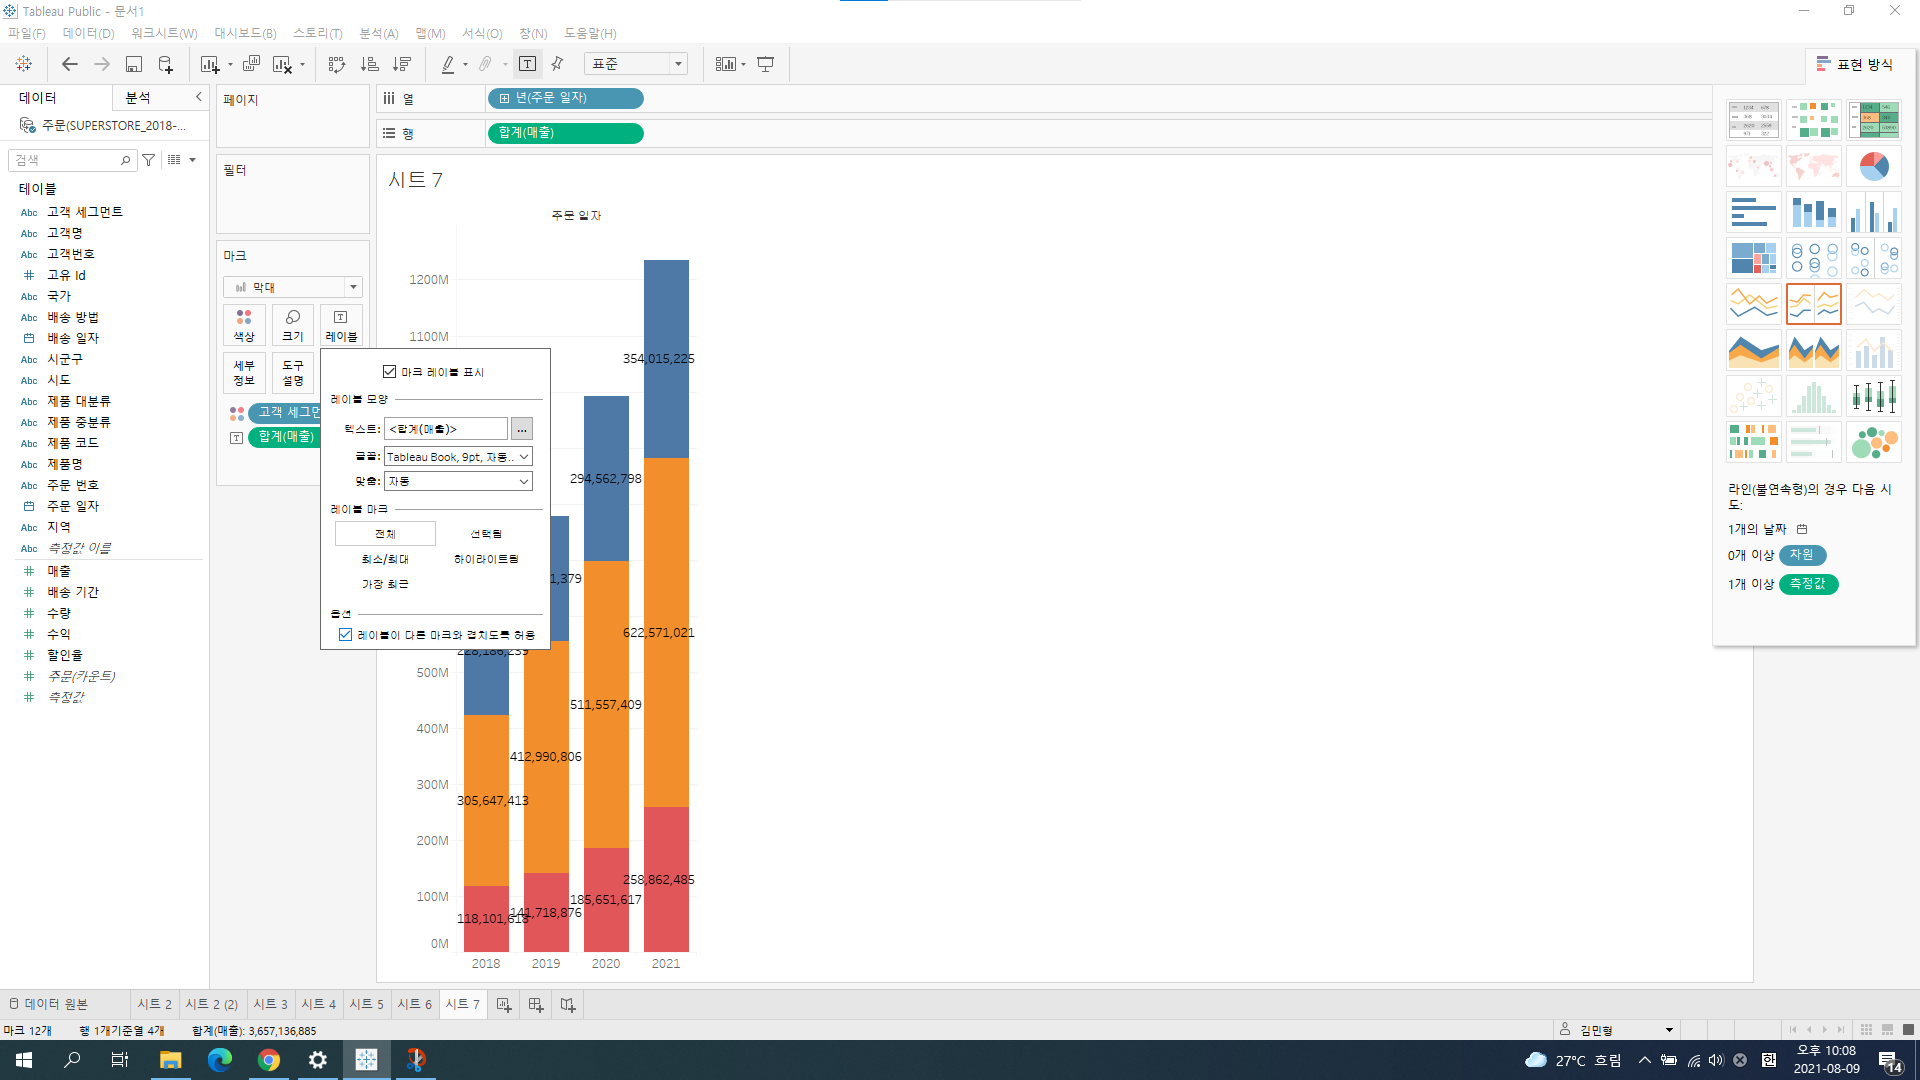 Tableau Public - 문서1
파일(F) 데이터(D) 워크시트(W) 대시보드(B) 스토리(T) 분석(A) 맵(M) 서식(O) 창(N) 도움말(H)
표준
표현 방식
데이터 분석
주문(SUPERSTORE_2018-...
검색
테이블
Abc 고객 세그먼트
Abc 고객명
Abc 고객번호
# 고유 Id
Abc 국가
Abc 배송 방법
배송 일자
Abc 시군구
Abc 시도
Abc 제품 대분류
Abc 제품 중분류
Abc 제품 코드
Abc 제품명
Abc 주문 번호
주문 일자
Abc 지역
Abc 측정값 이름
# 매출
# 배송 기간
# 수량
# 수익
# 할인율
# 주문(카운트)
# 측정값
페이지
필터
마크
막대
색상 크기 레이블
세부 정보
도구 설명
고객 세그먼
합계(매출)
열 년(주문 일자)
행 합계(매출)
시트 7
주문 일자
1200M
1100M
500M
400M
300M
200M
100M
0M
354,015,225
294,562,798
1,379
622,571,021
228,186,239
511,557,409
412,990,806
305,647,413
258,862,485
185,651,617
141,718,876
118,101,618
2018 2019 2020 2021
마크 레이블 표시
레이블 모양
텍스트: <합계(매출)> ...
글꼴: Tableau Book, 9pt, 자동..
맞춤: 자동
레이블 마크
전체 선택됨
최소/최대 하이라이트됨
가장 최근
옵션
레이블이 다른 마크와 겹치도록 허용
라인(불연속형)의 경우 다음 시
도:
1개의 날짜
0개 이상 차원
1개 이상 측정값
데이터 원본 시트 2 시트 2 (2) 시트 3 시트 4 시트 5 시트 6 시트 7
마크 12개 행 1개기준열 4개 합계(매출): 3,657,136,885
김민형
27°C 흐림
한
오후 10:08
2021-08-09
14